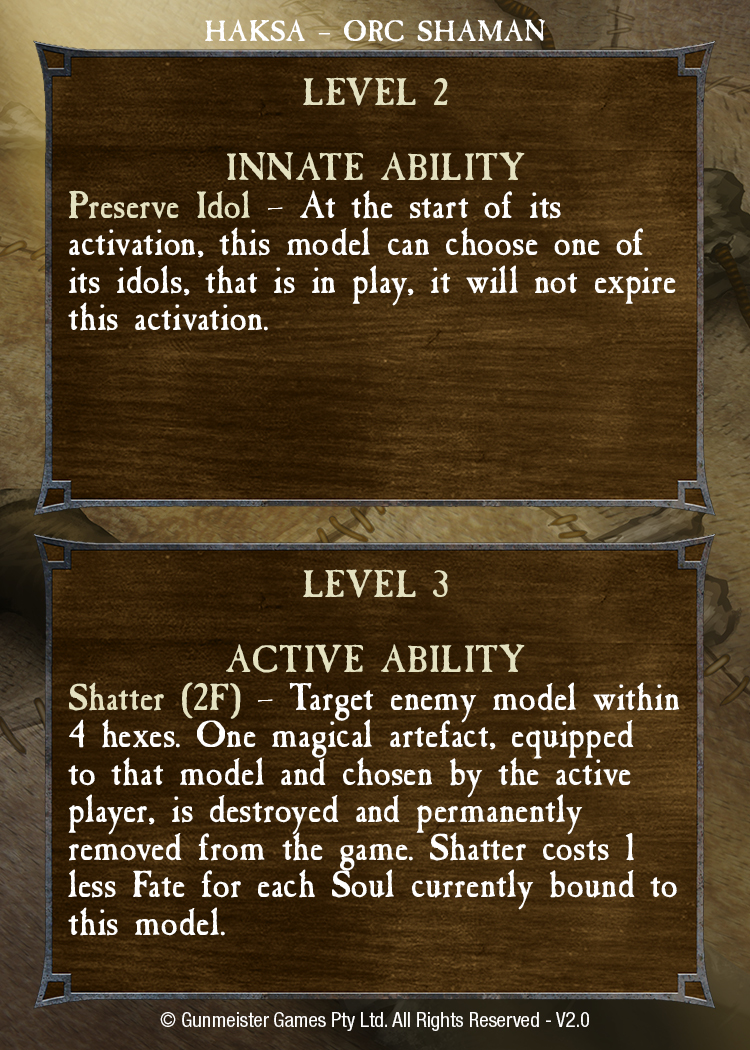 HAKSA – ORC SHAMAN
LEVEL 2
INNATE ABILITY
Preserve Idol – At the start of its
activation, this model can choose one of
its idols, that is in play, it will not expire
this activation.
LEVEL 3
ACTIVE ABILITY
Shatter (2F) – Target enemy model within
4 hexes. One magical artefact, equipped
to that model and chosen by the active
player, is destroyed and permanently
removed from the game. Shatter costs 1
less Fate for each Soul currently bound to
this model.
© Gunmeister Games Pty Ltd. All Rights Reserved - V2.0